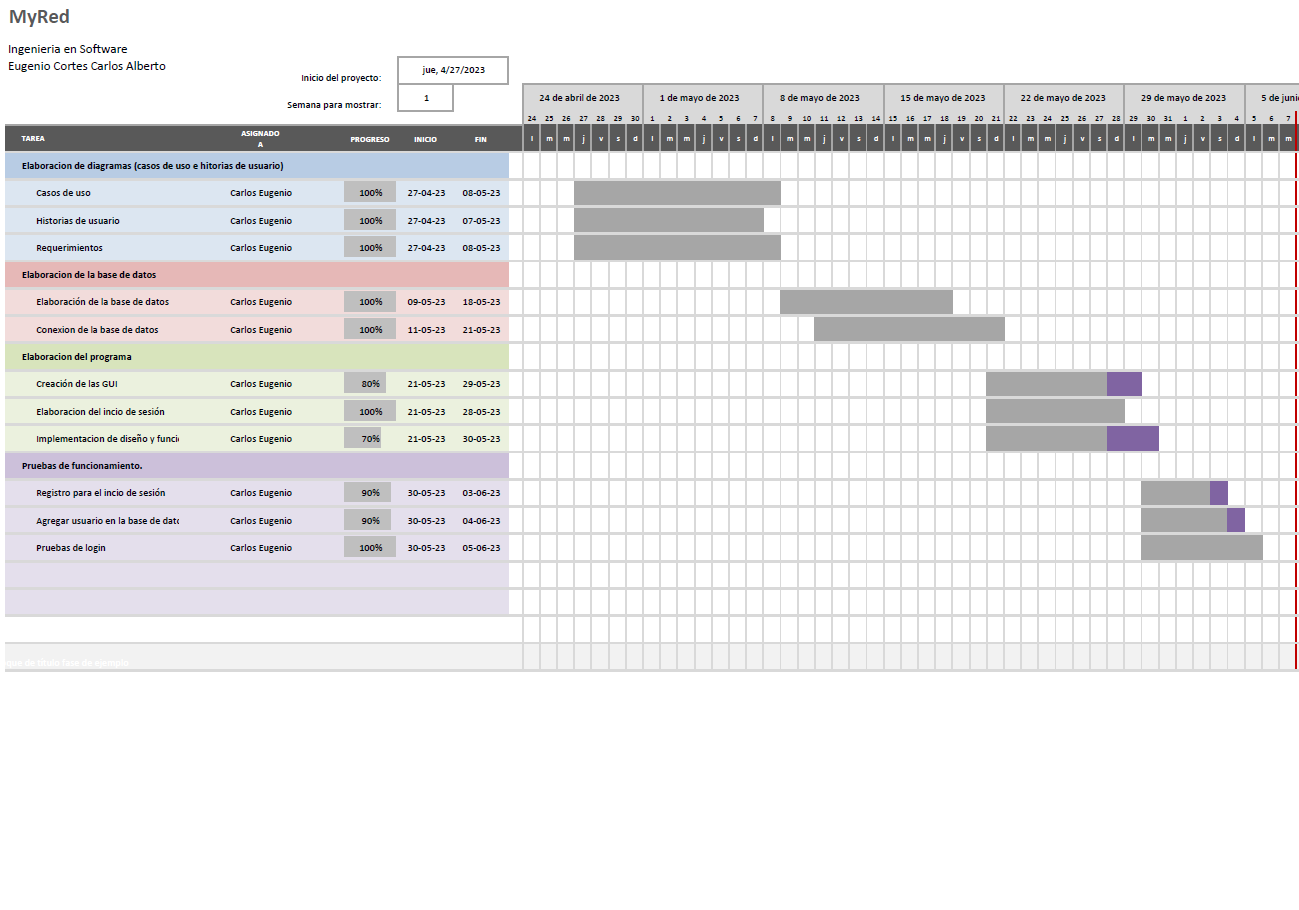 MyRed
Ingenieria en Software
Eugenio Cortes Carlos Alberto
Inicio del proyecto: jue, 4/27/2023
Semana para mostrar: 1
24 de abril de 2023 1 de mayo de 2023 8 de mayo de 2023 15 de mayo de 2023 22 de mayo de 2023 29 de mayo de 2023 5 de juni
24 25 26 27 28 29 30 1 2 3 4 5 6 7 8 9 10 11 12 13 14 15 16 17 18 19 20 21 22 23 24 25 26 27 28 29 30 31 1 2 3 4 5 6 7
TAREA ASIGNADO A PROGRESO INICIO FIN l m m j v s d l m m j v s d l m m j v s d l m m j v s d l m m j v s d l m m j v s d l m m
Elaboracion de diagramas (casos de uso e hitorias de usuario)
Casos de uso Carlos Eugenio 100% 27-04-23 08-05-23
Historias de usuario Carlos Eugenio 100% 27-04-23 07-05-23
Requerimientos Carlos Eugenio 100% 27-04-23 08-05-23
Elaboracion de la base de datos
Elaboración de la base de datos Carlos Eugenio 100% 09-05-23 18-05-23
Conexion de la base de datos Carlos Eugenio 100% 11-05-23 21-05-23
Elaboracion del programa
Creación de las GUI Carlos Eugenio 80% 21-05-23 29-05-23
Elaboracion del incio de sesión Carlos Eugenio 100% 21-05-23 28-05-23
Implementacion de diseño y funci Carlos Eugenio 70% 21-05-23 30-05-23
Pruebas de funcionamiento.
Registro para el incio de sesión Carlos Eugenio 90% 30-05-23 03-06-23
Agregar usuario en la base de dat Carlos Eugenio 90% 30-05-23 04-06-23
Pruebas de login Carlos Eugenio 100% 30-05-23 05-06-23
que de título fase de ejemplo